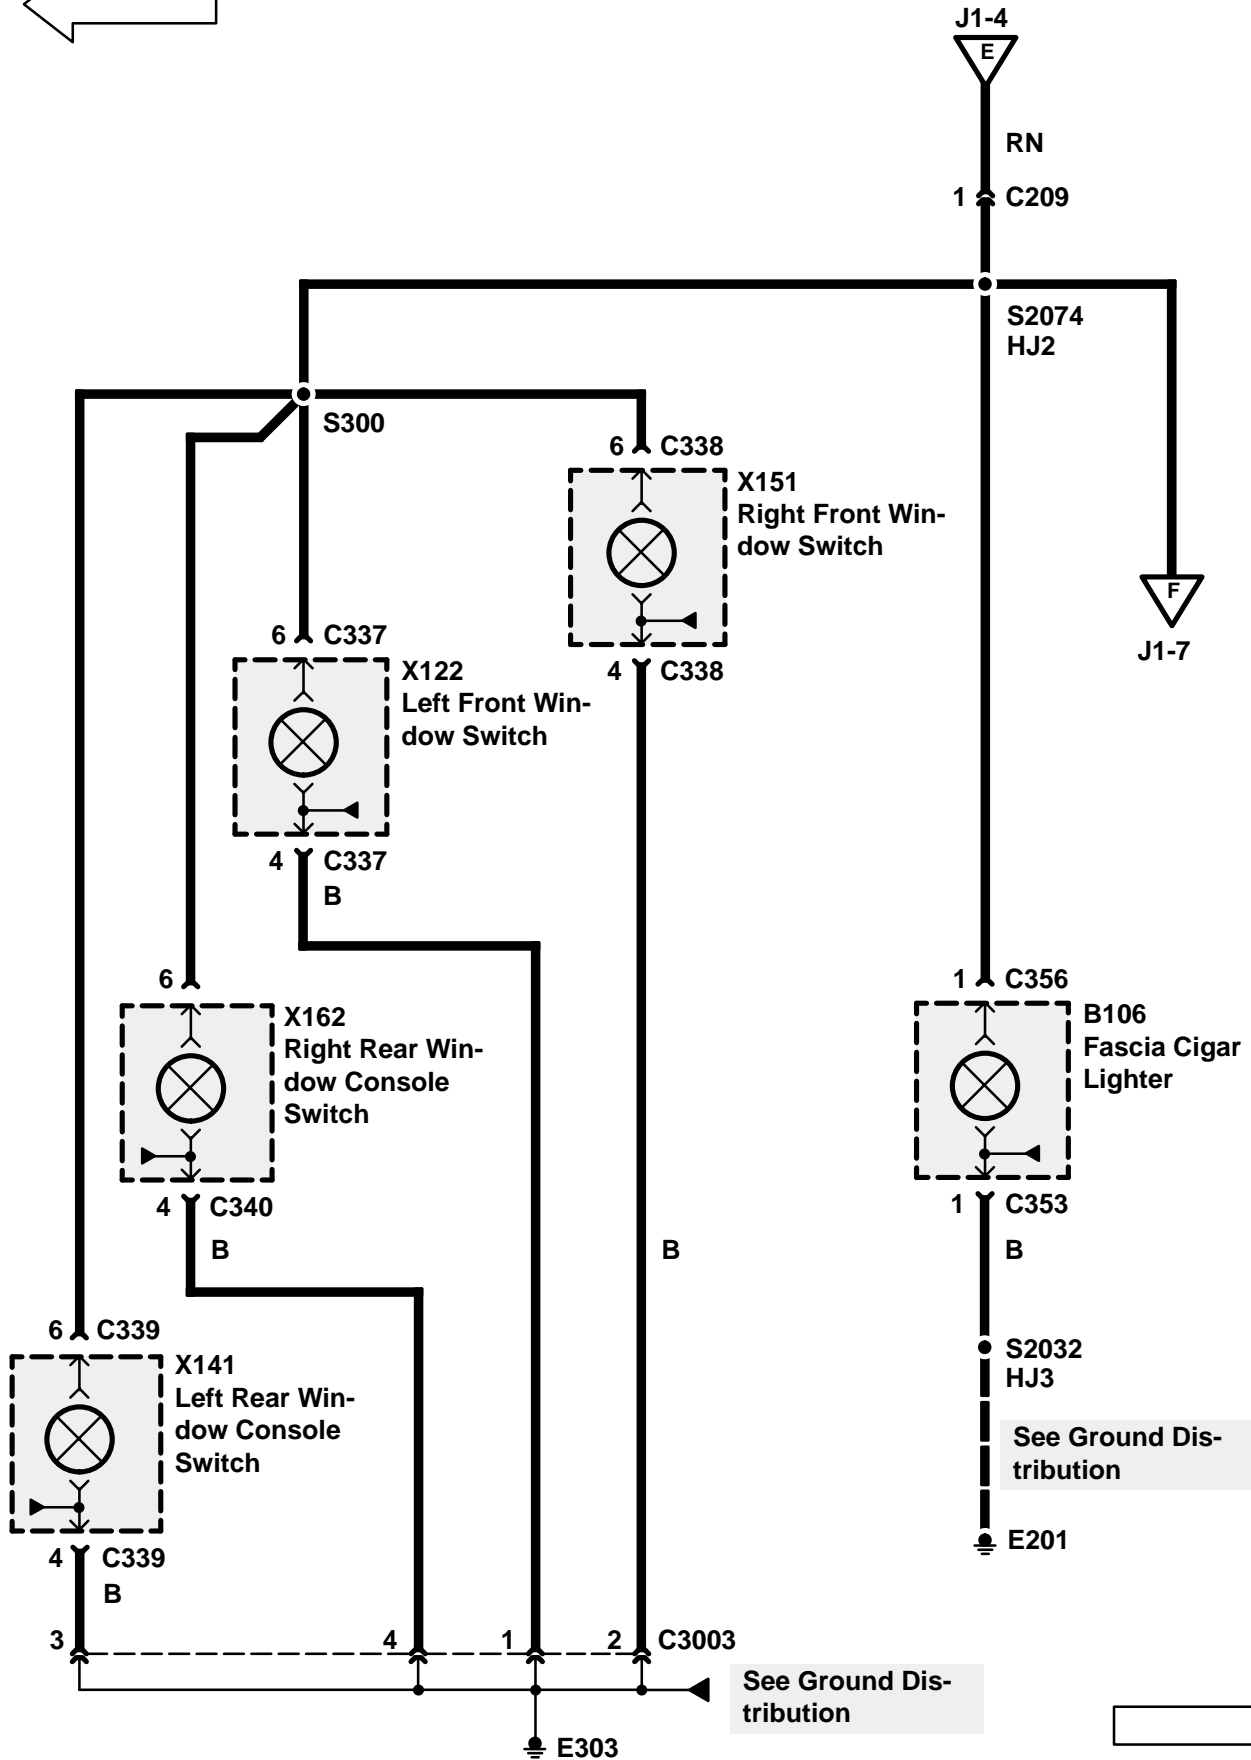 J1-4
E
RN
1 C209
S2074
HJ2
S300
6 C338
X151
Right Front Win-
dow Switch
F
J1-7
6 C337
4 C338
X122
Left Front Win-
dow Switch
4 C337
B
6
1 C356
X162
Right Rear Win-
dow Console
Switch
B106
Fascia Cigar
Lighter
4 C340
1 C353
B
B
B
6 C339
S2032
HJ3
X141
Left Rear Win-
dow Console
Switch
See Ground Dis-
tribution
E201
4 C339
B
3 4 1 2 C3003
See Ground Dis-
tribution
E303